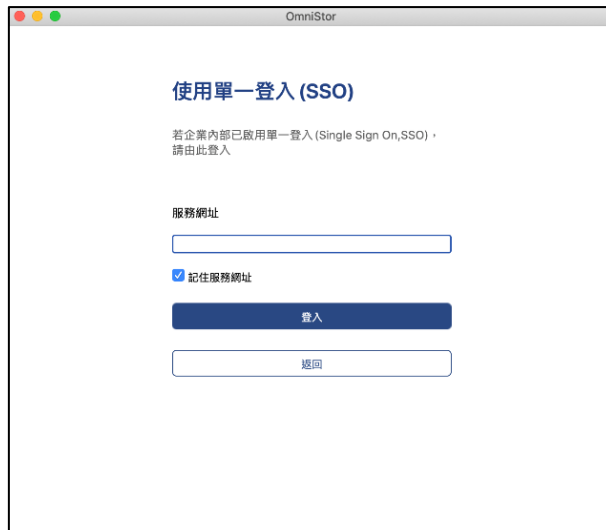 OmniStor
使用單一登入 (SSO)
若企業內部已啟用單一登入 (Single Sign On,SSO)，
請由此登入
服務網址
記住服務網址
登入
返回